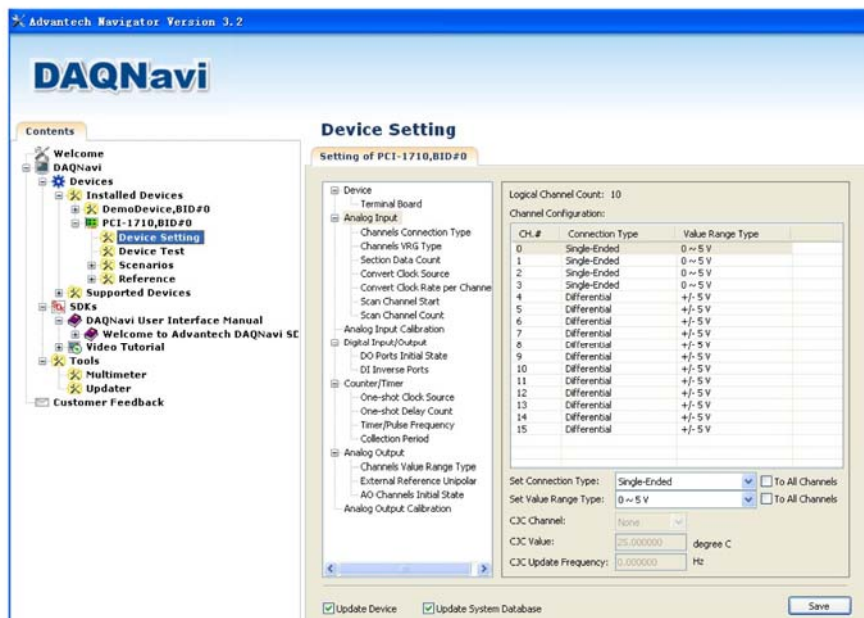 Advantech Navigator Version 3.2
DAQNavi
Contents
Welcome
DAQNavi
Devices
Installed Devices
DemoDevice,BID#0
PCI-1710,BID#0
Device Setting
Device Test
Scenarios
Reference
Supported Devices
SDKs
DAQNavi User Interface Manual
Welcome to Advantech DAQNavi SD
Video Tutorial
Tools
Multimeter
Updater
Customer Feedback
Device Setting
Setting of PCI-1710,BID#0
Device
Terminal Board
Analog Input
Channels Connection Type
Channels VRG Type
Section Data Count
Convert Clock Source
Convert Clock Rate per Channe
Scan Channel Start
Scan Channel Count
Analog Input Calibration
Digital Input/Output
DO Ports Initial State
DI Inverse Ports
Counter/Timer
One-shot Clock Source
One-shot Delay Count
Timer/Pulse Frequency
Collection Period
Analog Output
Channels Value Range Type
External Reference Unipolar
AO Channels Initial State
Analog Output Calibration
Logical Channel Count: 10
Channel Configuration:
CH.# Connection Type Value Range Type
0 Single-Ended 0 ~ 5 V
1 Single-Ended 0 ~ 5 V
2 Single-Ended 0 ~ 5 V
3 Single-Ended 0 ~ 5 V
4 Differential +/- 5 V
5 Differential +/- 5 V
6 Differential +/- 5 V
7 Differential +/- 5 V
8 Differential +/- 5 V
9 Differential +/- 5 V
10 Differential +/- 5 V
11 Differential +/- 5 V
12 Differential +/- 5 V
13 Differential +/- 5 V
14 Differential +/- 5 V
15 Differential +/- 5 V
Set Connection Type: Single-Ended To All Channels
Set Value Range Type: 0 ~ 5 V To All Channels
CJC Channel: None
CJC Value: 25.000000 degree C
CJC Update Frequency: 0.000000 Hz
Update Device Update System Database Save